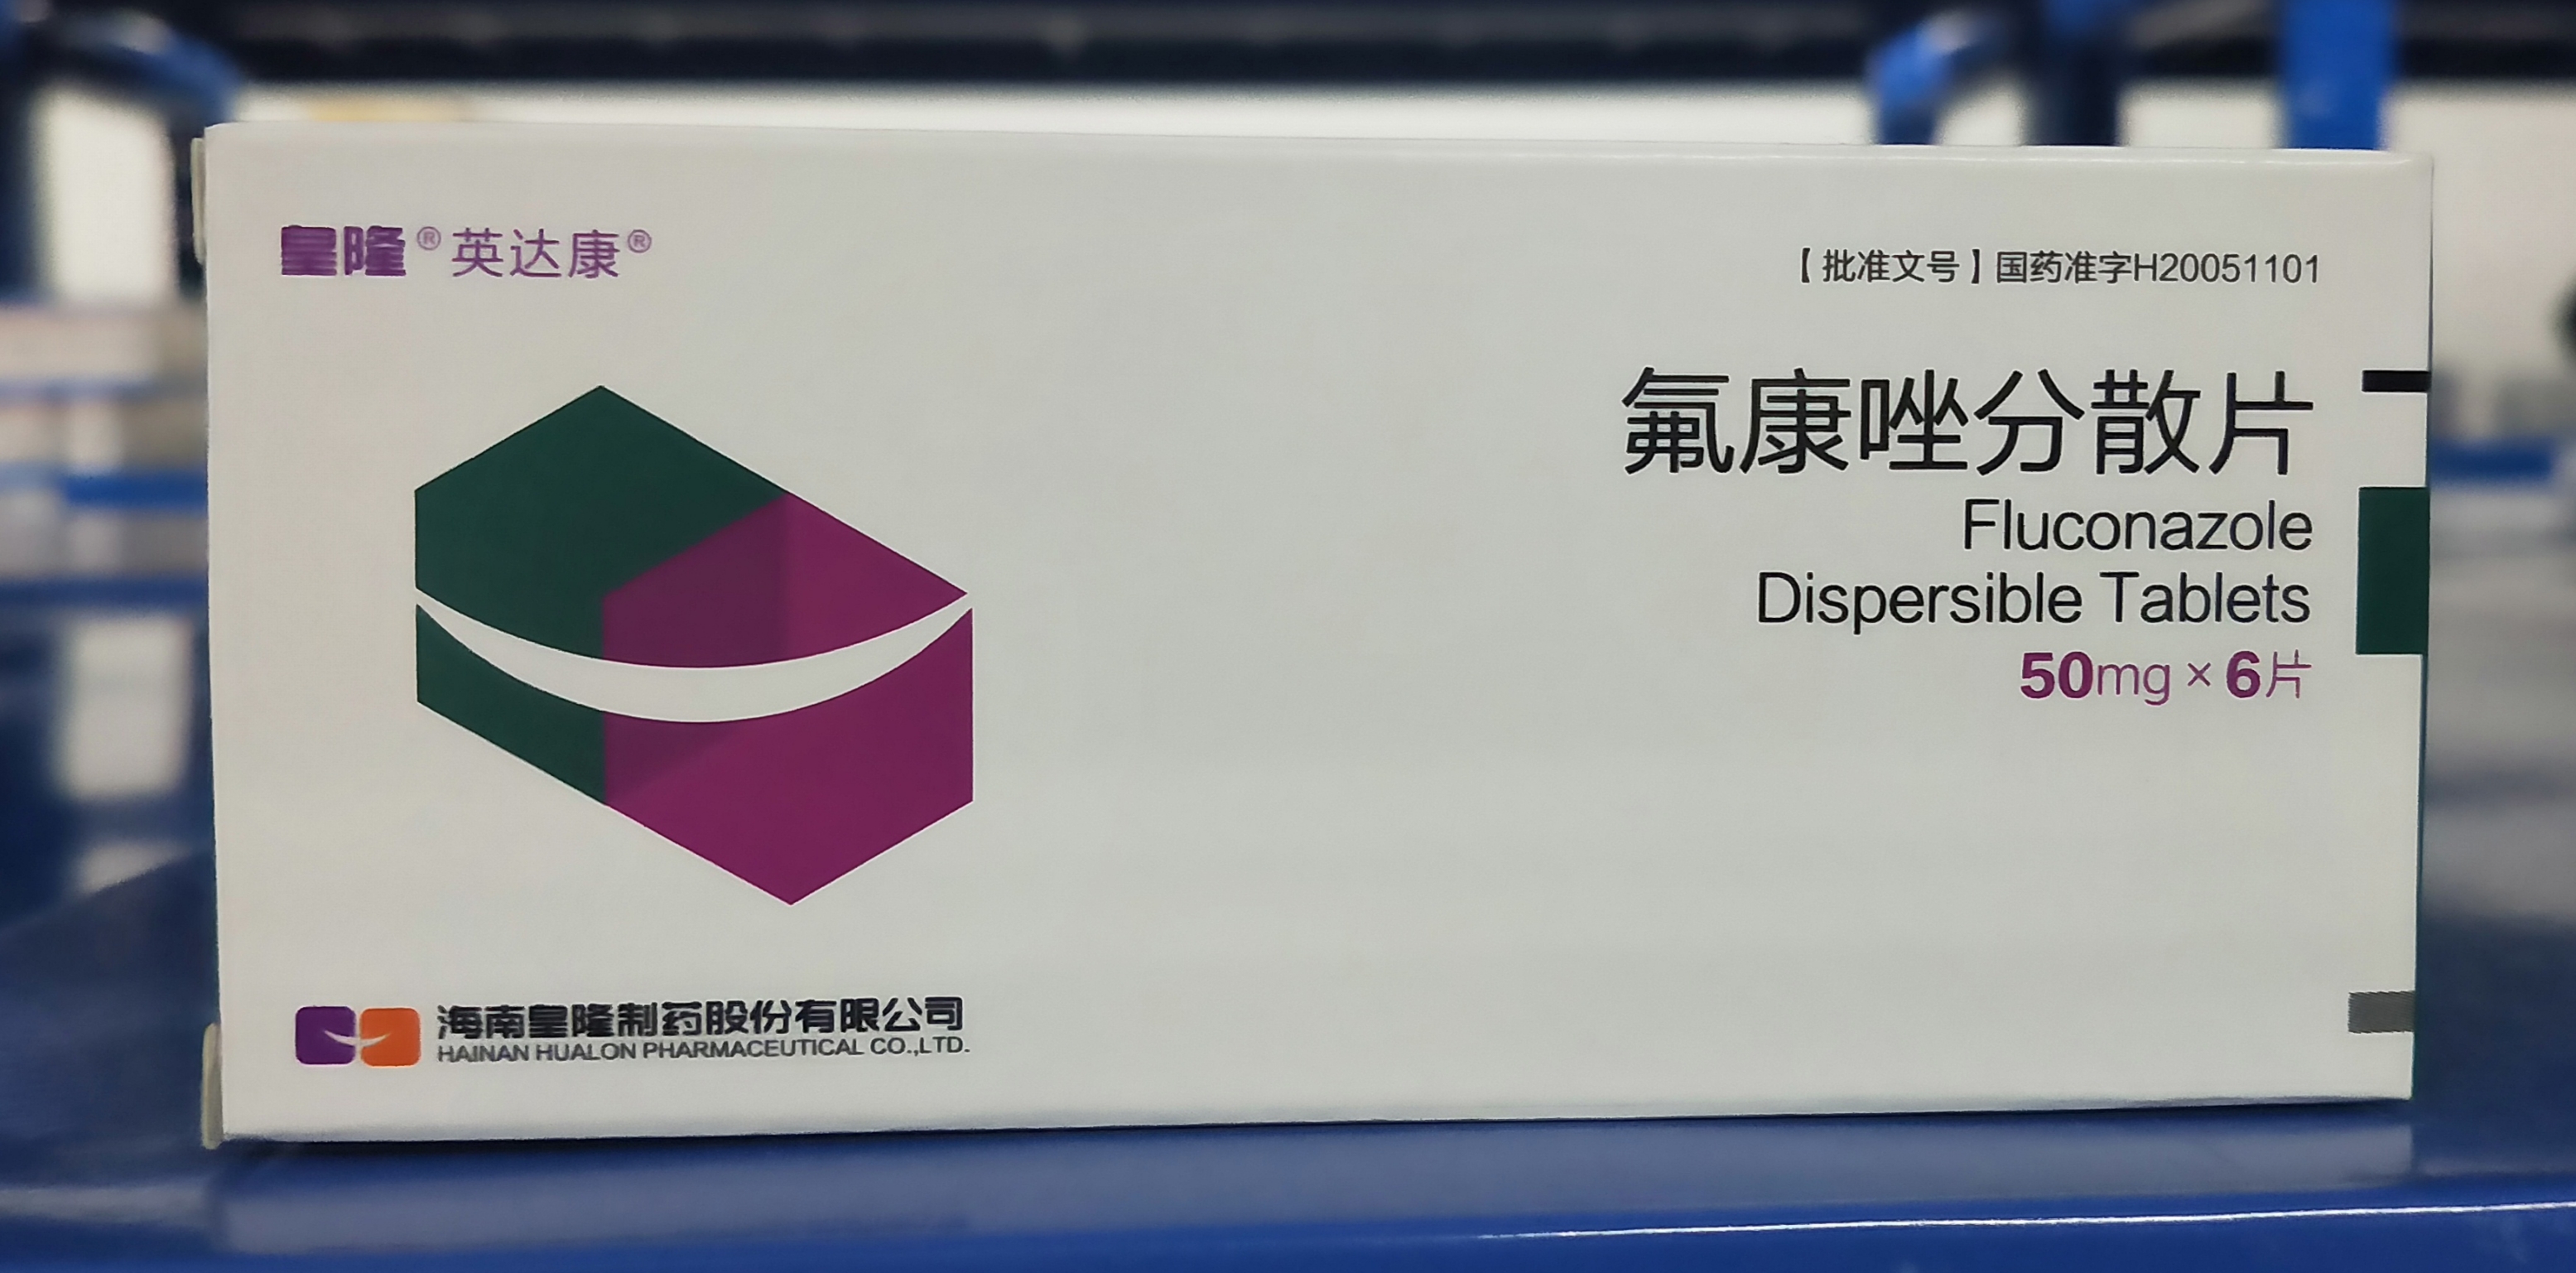 皇隆®英达康®
【批准文号】国药准字H20051101
氟康唑分散片
Fluconazole
Dispersible Tablets
50mg×6片
海南皇隆制药股份有限公司
HAINAN HUALON PHARMACEUTICAL CO.,LTD.